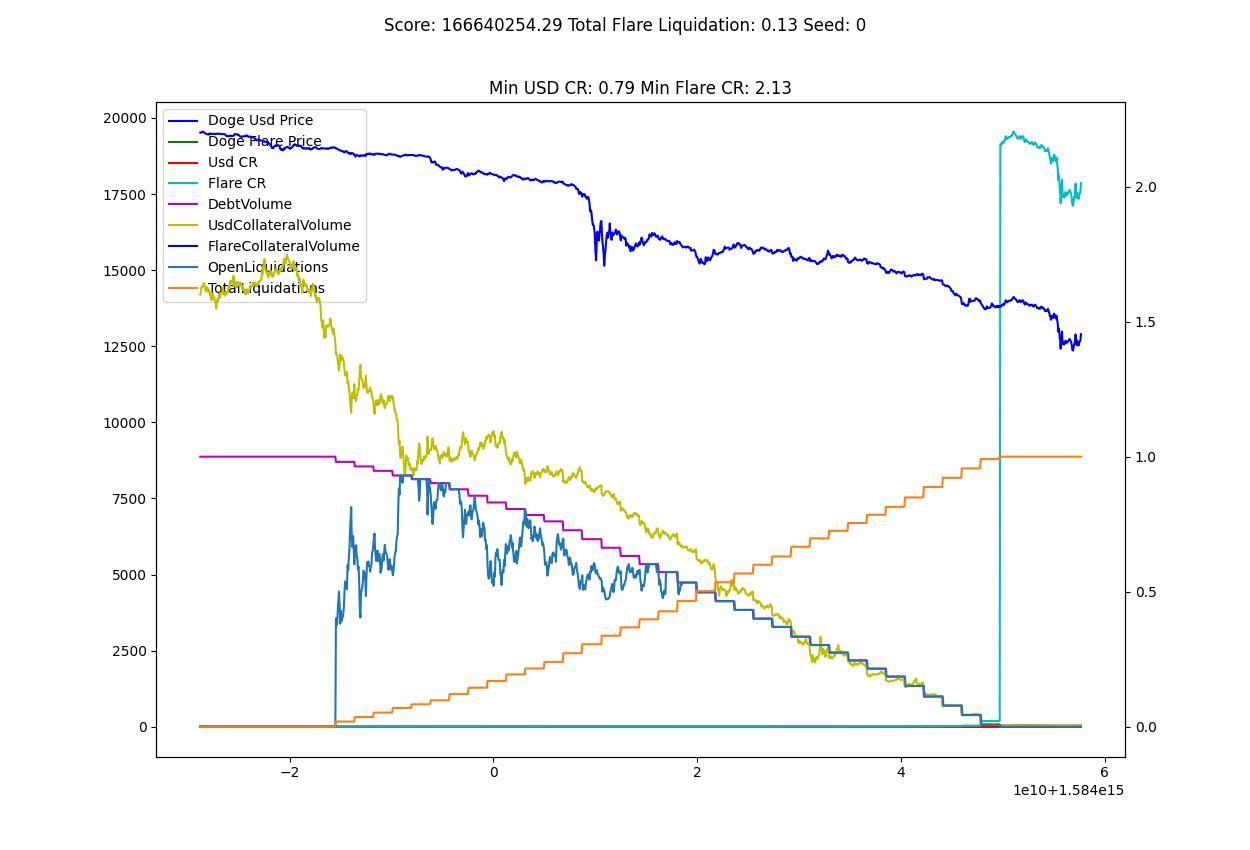 Score: 166640254.29 Total Flare Liquidation: 0.13 Seed: 0
Min USD CR: 0.79 Min Flare CR: 2.13
Doge Usd Price
Doge Flare Price
Usd CR
Flare CR
DebtVolume
UsdCollateralVolume
FlareCollateralVolume
OpenLiquidations
TotalLiquidations
20000
17500
15000
12500
10000
7500
5000
2500
0
2.0
1.5
1.0
0.5
0.0
−2
0
2
4
6
1e10+1.584e15